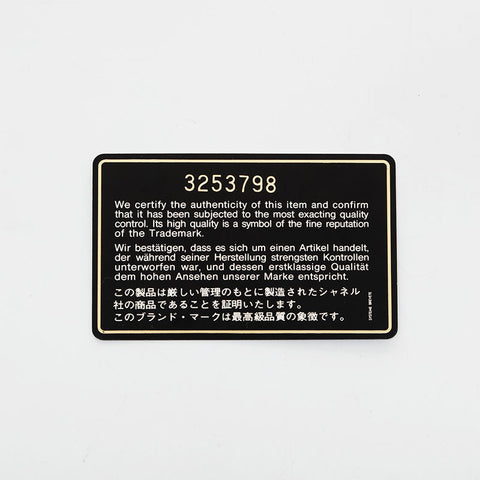 3253798
We certify the authenticity of this item and confirm
that it has been subjected to the most exacting quality
control. Its high quality is a symbol of the fine reputation
of the Trademark.
Wir bestätigen, dass es sich um einen Artikel handelt,
der während seiner Herstellung strengsten Kontrollen
unterworfen war, und dessen erstklassige Qualität
dem hohen Ansehen unserer Marke entspricht.
この製品は厳しい管理のもとに製造されたシャネル
社の商品であることを証明いたします。
このブランド・マークは最高級品質の象徴です。